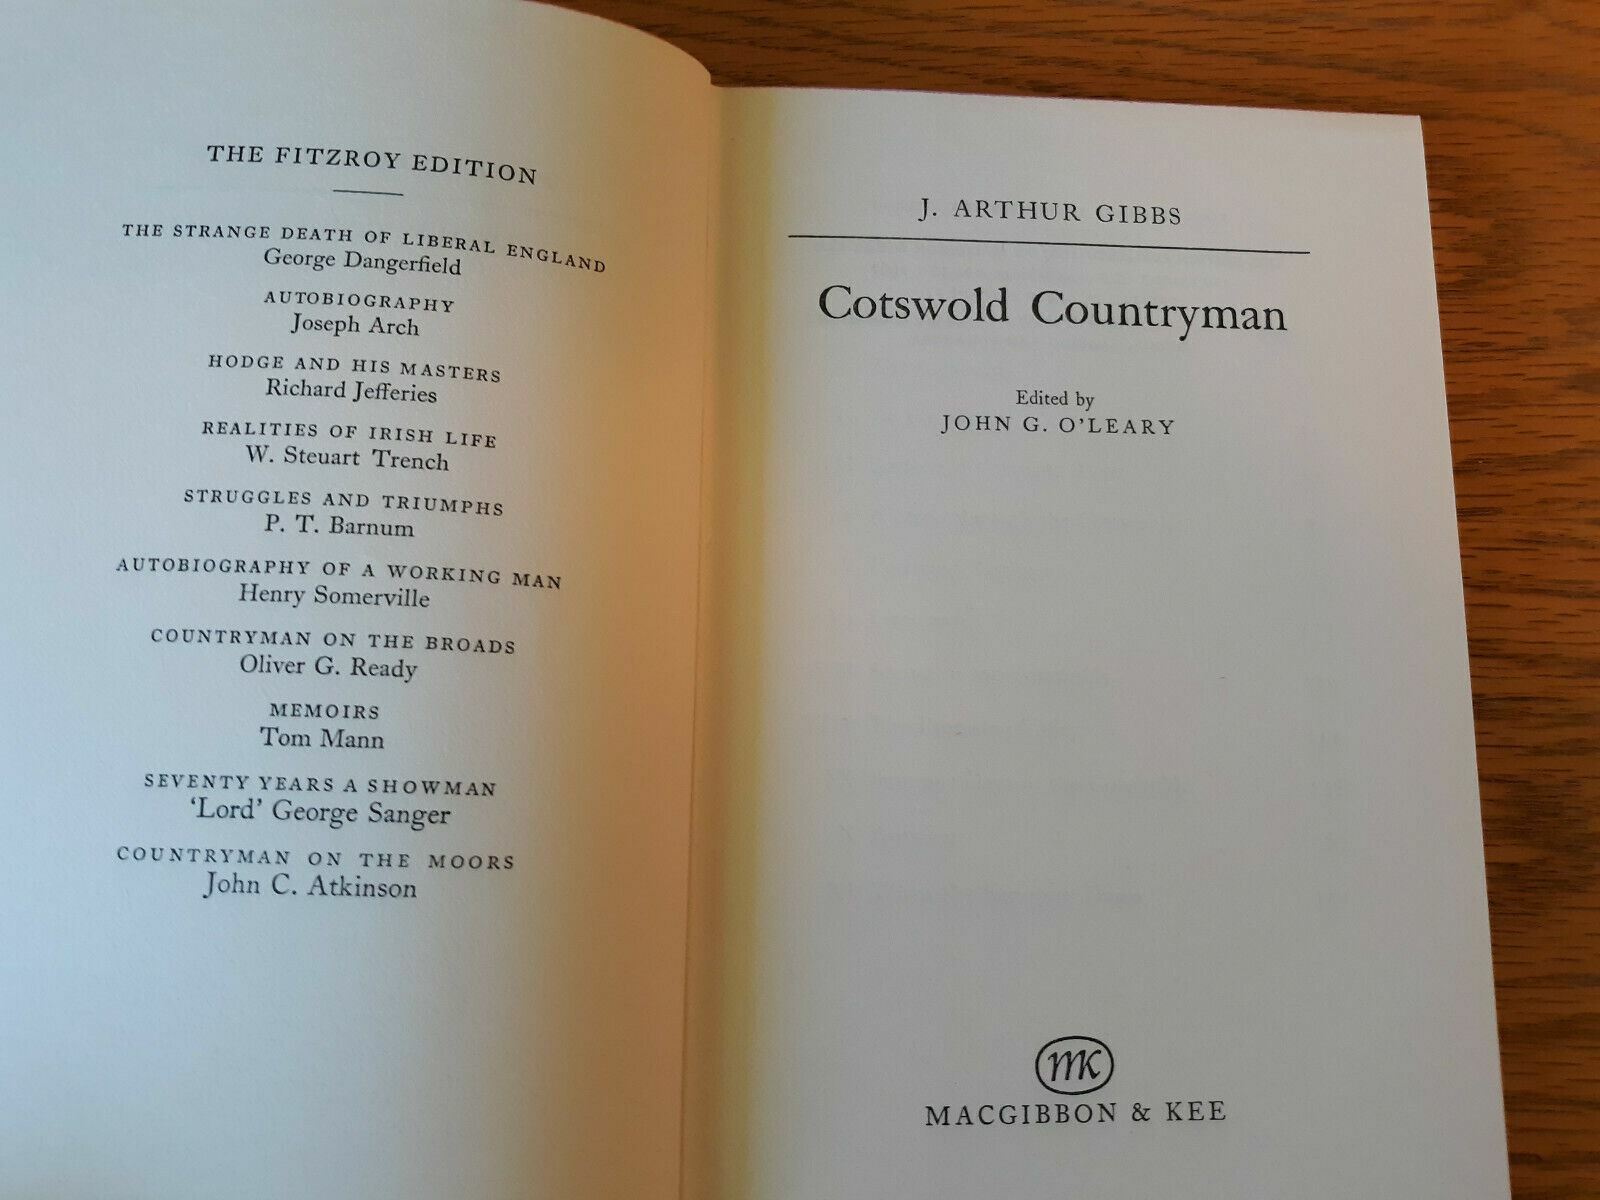 THE FITZROY EDITION
THE STRANGE DEATH OF LIBERAL ENGLAND
George Dangerfield
AUTOBIOGRAPHY
Joseph Arch
HODGE AND HIS MASTERS
Richard Jefferies
REALITIES OF IRISH LIFE
W. Steuart Trench
STRUGGLES AND TRIUMPHS
P. T. Barnum
AUTOBIOGRAPHY OF A WORKING MAN
Henry Somerville
COUNTRYMAN ON THE BROADS
Oliver G. Ready
MEMOIRS
Tom Mann
SEVENTY YEARS A SHOWMAN
'Lord' George Sanger
COUNTRYMAN ON THE MOORS
John C. Atkinson
J. ARTHUR GIBBS
Cotswold Countryman
Edited by
JOHN G. O'LEARY
MK
MACGIBBON & KEE